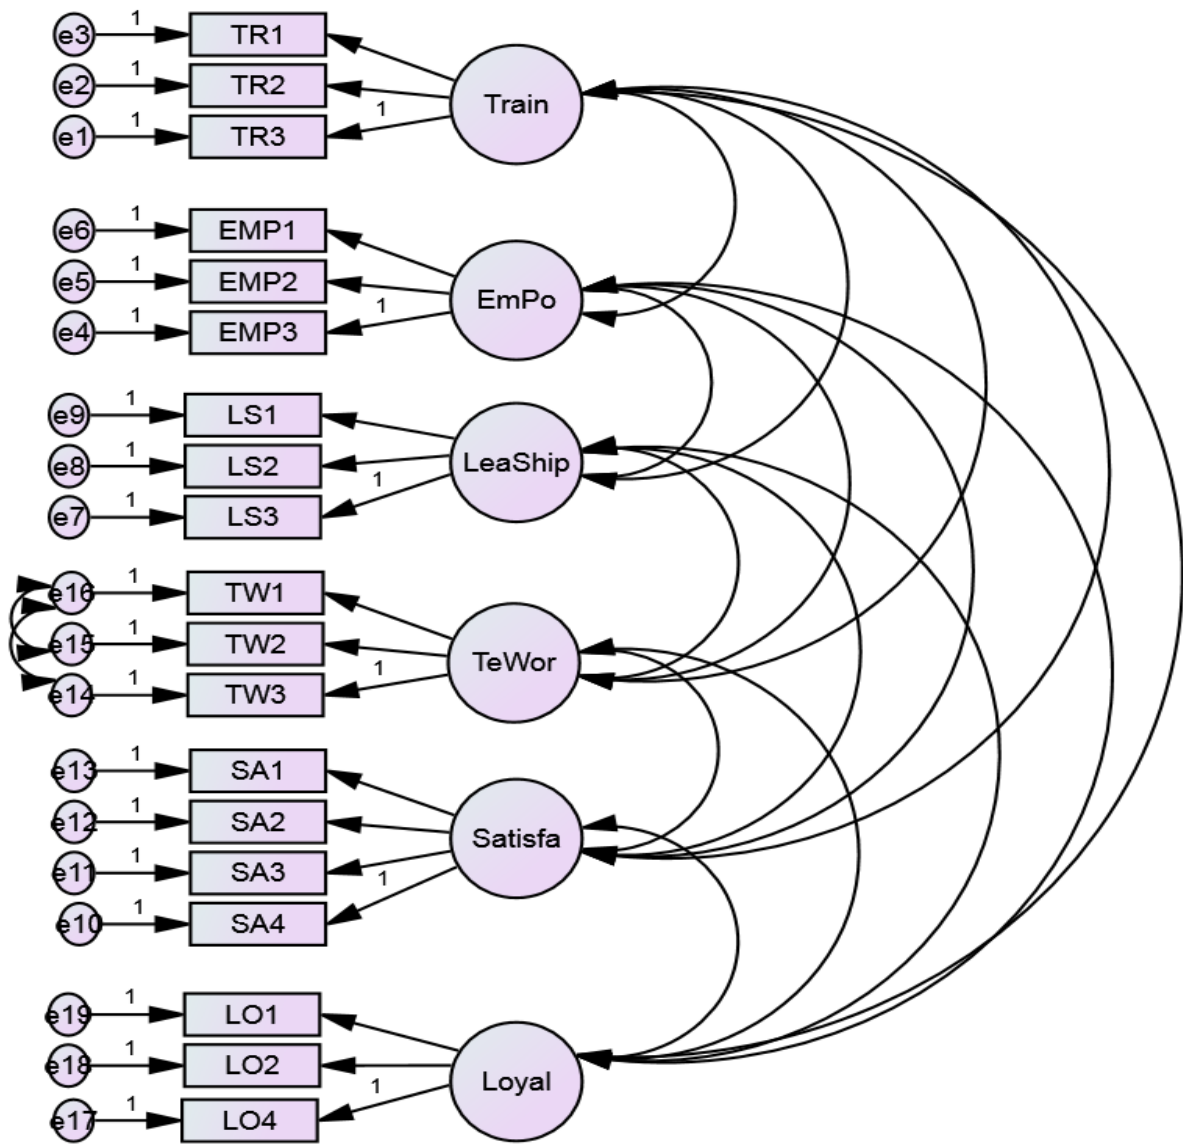 e3 1 TR1
e2 1 TR2
e1 1 TR3
1 Train
e6 1 EMP1
e5 1 EMP2
e4 1 EMP3
1 EmPo
e9 1 LS1
e8 1 LS2
e7 1 LS3
1 LeaShip
e16 1 TW1
e15 1 TW2
e14 1 TW3
1 TeWor
e13 1 SA1
e12 1 SA2
e11 1 SA3
e10 1 SA4
1 Satisfa
e19 1 LO1
e18 1 LO2
e17 1 LO4
1 Loyal